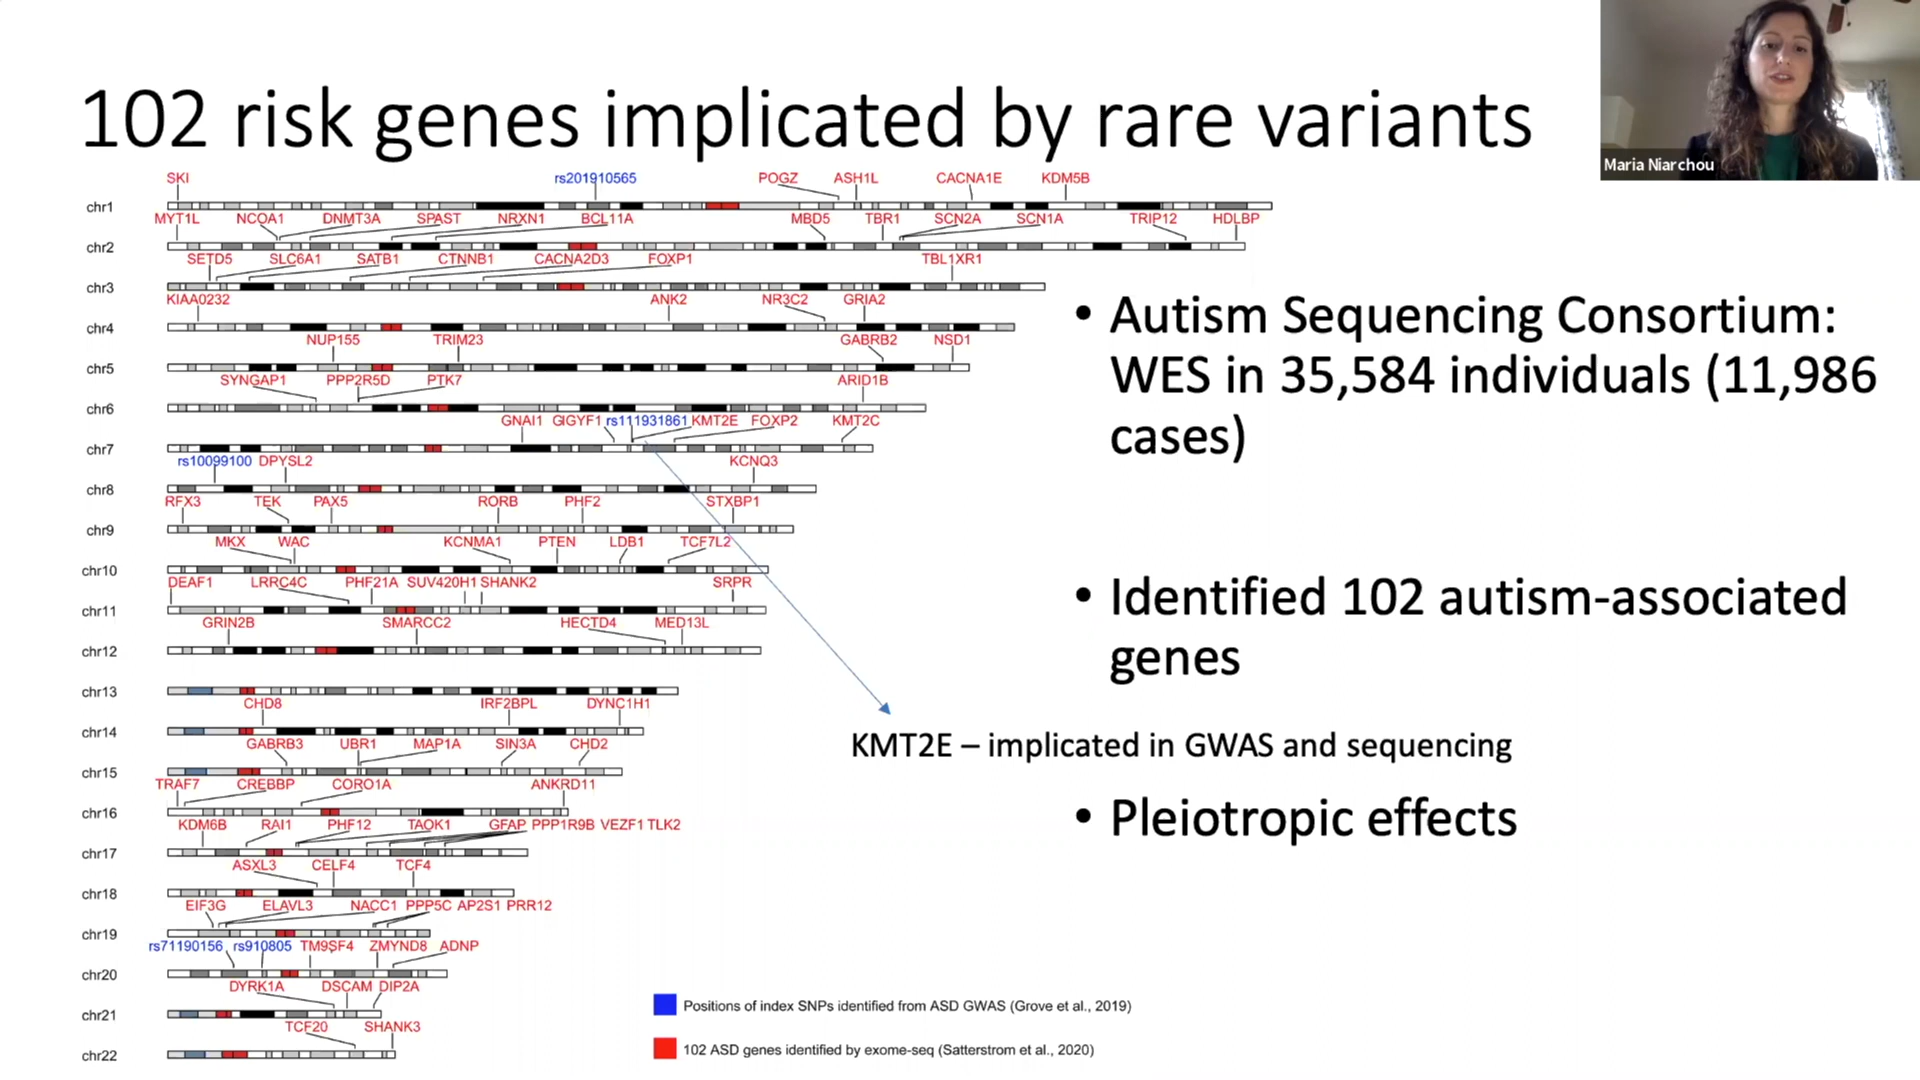 102 risk genes implicated by rare variants
Maria Niarchou
SKI rs201910565 POGZ ASH1L CACNA1E KDM5B
chr1
MYT1L NCOA1 DNMT3A SPAST NRXN1 BCL11A MBD5 TBR1 SCN2A SCN1A TRIP12 HDLBP
chr2
SETD5 SLC6A1 SATB1 CTNNB1 CACNA2D3 FOXP1 TBL1XR1
chr3
KIAA0232 ANK2 NR3C2 GRIA2
chr4
NUP155 TRIM23 GABRB2 NSD1
chr5
SYNGAP1 PPP2R5D PTK7 ARID1B
chr6
GNAI1 GIGYF1 rs111931861 KMT2E FOXP2 KMT2C
chr7
rs10099100 DPYSL2 KCNQ3
chr8
RFX3 TEK PAX5 RORB PHF2 STXBP1
chr9
MKX WAC KCNMA1 PTEN LDB1 TCF7L2
chr10
DEAF1 LRRC4C PHF21A SUV420H1 SHANK2 SRPR
chr11
GRIN2B SMARCC2 HECTD4 MED13L
chr12
chr13
CHD8 IRF2BPL DYNC1H1
chr14
GABRB3 UBR1 MAP1A SIN3A CHD2
chr15
TRAF7 CREBBP CORO1A ANKRD11
chr16
KDM6B RAI1 PHF12 TAOK1 GFAP PPP1R9B VEZF1 TLK2
chr17
ASXL3 CELF4 TCF4
chr18
EIF3G ELAVL3 NACC1 PPP5C AP2S1 PRR12
chr19
rs71190156 rs910805 TM9SF4 ZMYND8 ADNP
chr20
DYRK1A DSCAM DIP2A
chr21
TCF20 SHANK3
chr22
• Autism Sequencing Consortium:
WES in 35,584 individuals (11,986
cases)
• Identified 102 autism-associated
genes
KMT2E – implicated in GWAS and sequencing
• Pleiotropic effects
Positions of index SNPs identified from ASD GWAS (Grove et al., 2019)
102 ASD genes identified by exome-seq (Satterstrom et al., 2020)